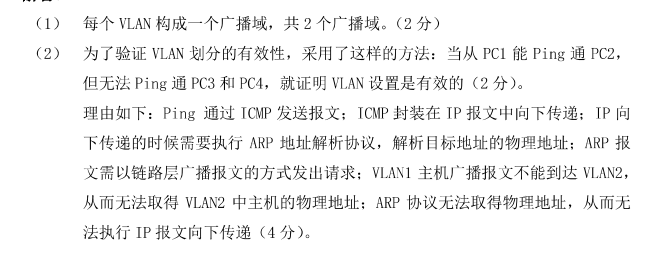 （1） 每个 VLAN 构成一个广播域，共 2 个广播域。（2 分）
（2） 为了验证 VLAN 划分的有效性，采用了这样的方法：当从 PC1 能 Ping 通 PC2，
但无法 Ping 通 PC3 和 PC4，就证明 VLAN 设置是有效的（2 分）。
理由如下：Ping 通过 ICMP 发送报文；ICMP 封装在 IP 报文中向下传递；IP 向
下传递的时候需要执行 ARP 地址解析协议，解析目标地址的物理地址；ARP 报
文需以链路层广播报文的方式发出请求；VLAN1 主机广播报文不能到达 VLAN2，
从而无法取得 VLAN2 中主机的物理地址；ARP 协议无法取得物理地址，从而无
法执行 IP 报文向下传递（4 分）。